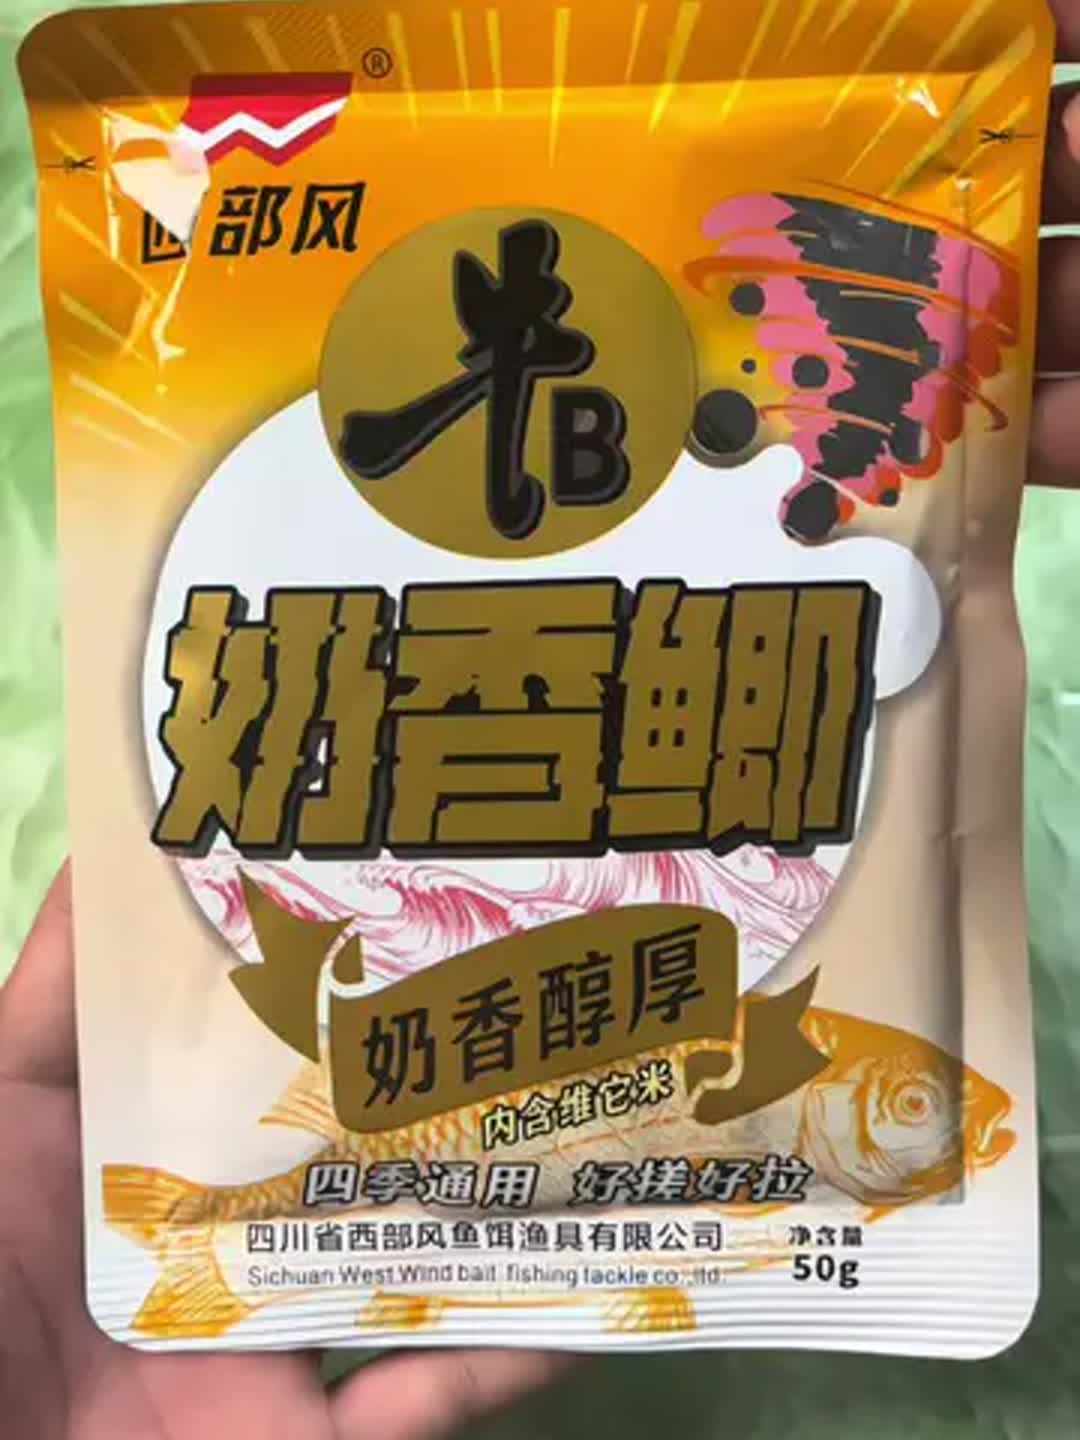 ®
西部风
牛B
奶香鲫
奶香醇厚
内含维它米
四季通用 好搓好拉
四川省西部风鱼饵渔具有限公司
净含量
Sichuan West Wind bait fishing tackle co.,ltd.
50g